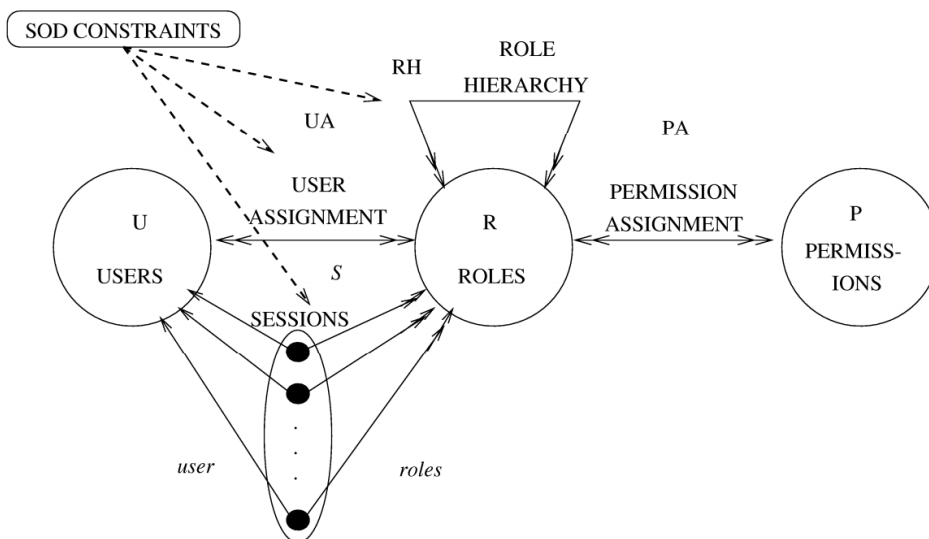 SOD CONSTRAINTS
RH
ROLE
HIERARCHY
UA
PA
USER
ASSIGNMENT
PERMISSION
ASSIGNMENT
U
USERS
R
ROLES
P
PERMISS-
IONS
S
SESSIONS
.
.
.
user
roles